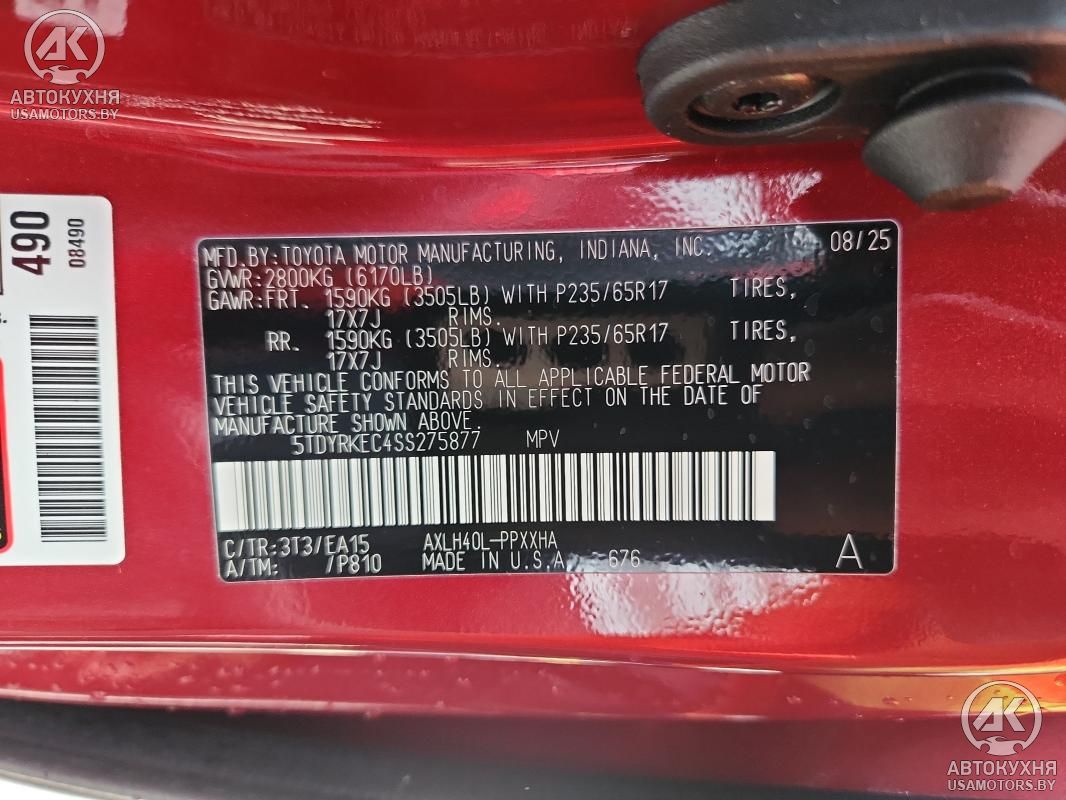 AK
АВТОКУХНЯ
USAMOTORS.BY
490
08490
MFD.BY:TOYOTA MOTOR MANUFACTURING, INDIANA, INC. 08/25
GVWR:2800KG (6170LB)
GAWR:FRT. 1590KG (3505LB) WITH P235/65R17 TIRES,
17X7J RIMS.
RR. 1590KG (3505LB) WITH P235/65R17 TIRES,
17X7J RIMS.
THIS VEHICLE CONFORMS TO ALL APPLICABLE FEDERAL MOTOR
VEHICLE SAFETY STANDARDS IN EFFECT ON THE DATE OF
MANUFACTURE SHOWN ABOVE.
5TDYRKEC4SS275877 MPV
C/TR:3T3/EA15 AXLH40L-PPXXHA
A/TM: /P810 MADE IN U.S.A. 676 A
AK
АВТОКУХНЯ
USAMOTORS.BY